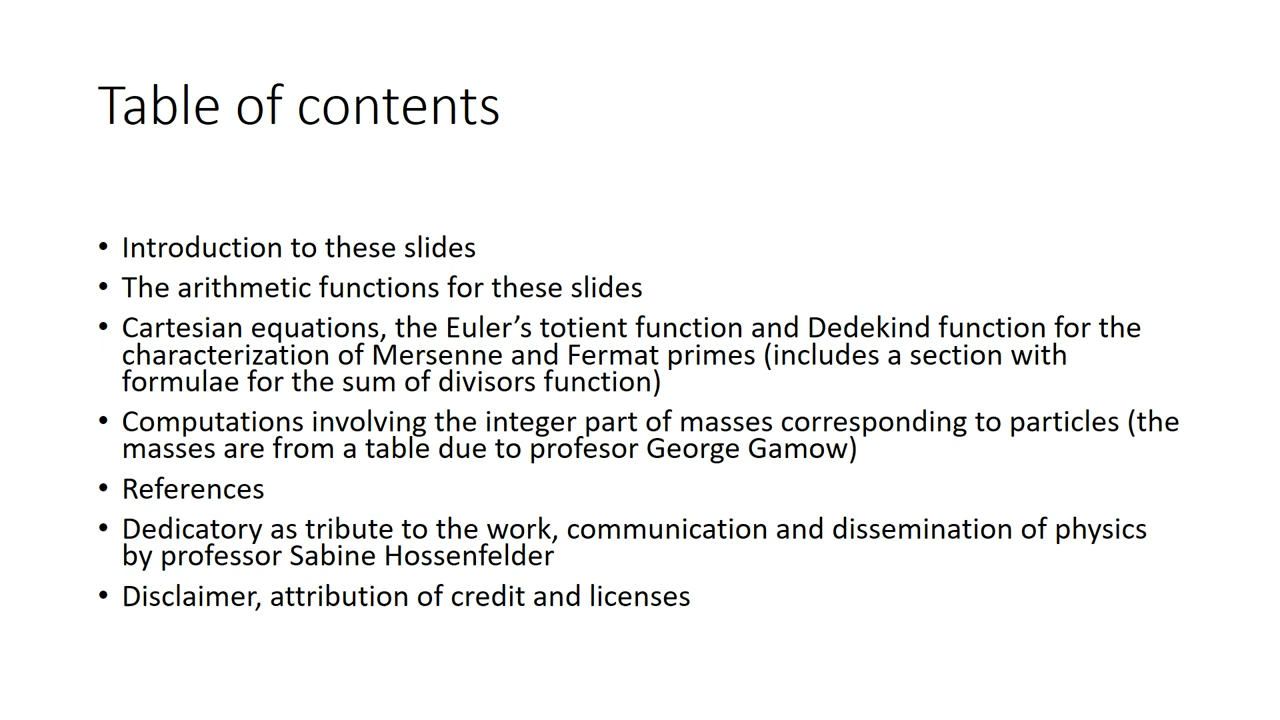 Table of contents
• Introduction to these slides
• The arithmetic functions for these slides
• Cartesian equations, the Euler’s totient function and Dedekind function for the
characterization of Mersenne and Fermat primes (includes a section with
formulae for the sum of divisors function)
• Computations involving the integer part of masses corresponding to particles (the
masses are from a table due to profesor George Gamow)
• References
• Dedicatory as tribute to the work, communication and dissemination of physics
by professor Sabine Hossenfelder
• Disclaimer, attribution of credit and licenses